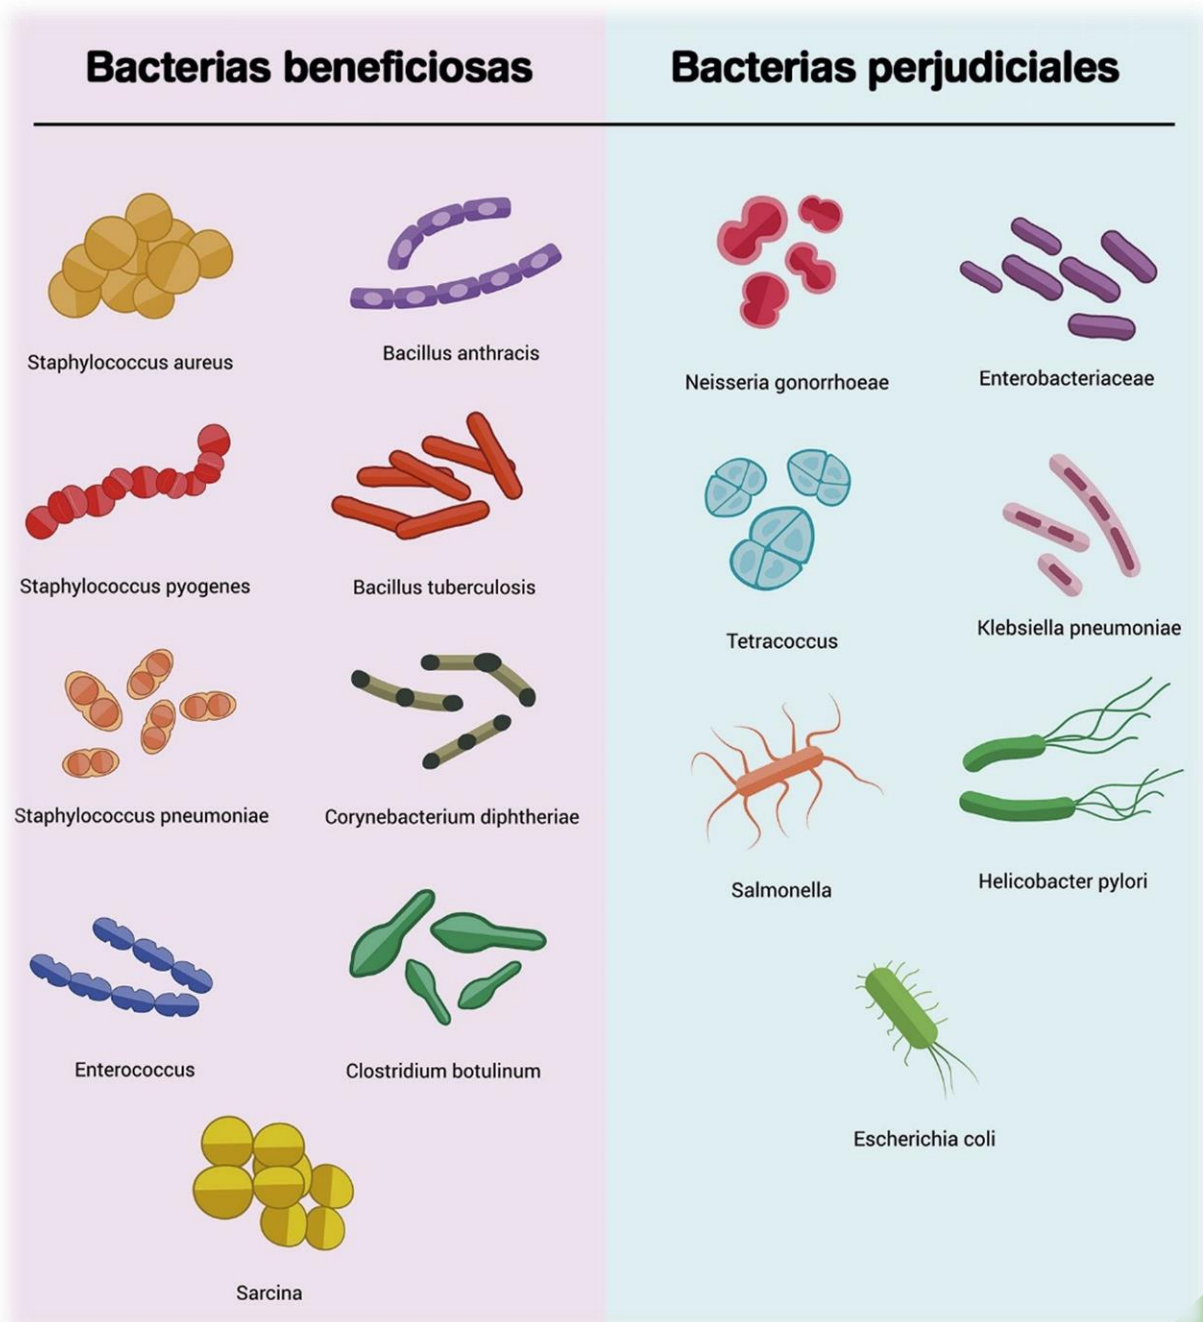 Bacterias beneficiosas
Bacterias perjudiciales
Staphylococcus aureus
Bacillus anthracis
Staphylococcus pyogenes
Bacillus tuberculosis
Staphylococcus pneumoniae
Corynebacterium diphtheriae
Enterococcus
Clostridium botulinum
Sarcina
Neisseria gonorrhoeae
Enterobacteriaceae
Tetracoccus
Klebsiella pneumoniae
Salmonella
Helicobacter pylori
Escherichia coli